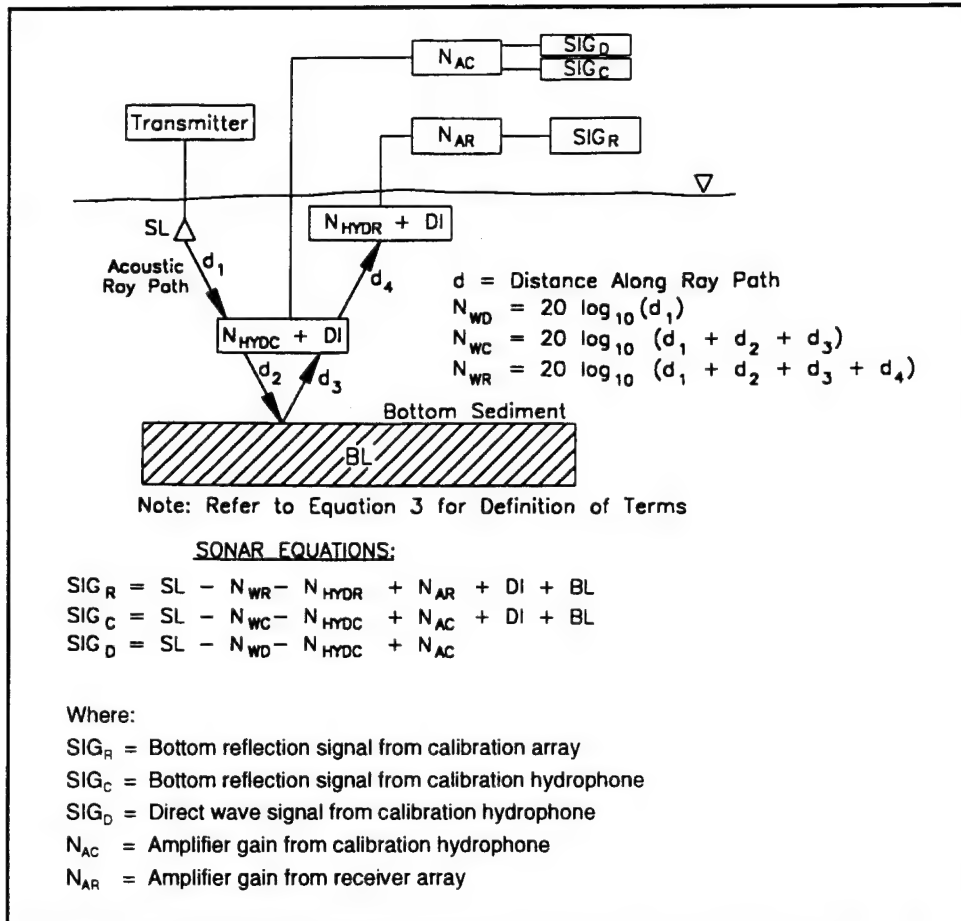 N_AC
SIG_D
SIG_C
Transmitter
N_AR
SIG_R
SL
N_HYDR + DI
Acoustic
Ray Path
d_1
d_4
d = Distance Along Ray Path
N_WD = 20 log_10 (d_1)
N_HYDC + DI
N_WC = 20 log_10 (d_1 + d_2 + d_3)
N_WR = 20 log_10 (d_1 + d_2 + d_3 + d_4)
d_2
d_3
Bottom Sediment
BL
Note: Refer to Equation 3 for Definition of Terms
SONAR EQUATIONS:
SIG_R = SL - N_WR - N_HYDR + N_AR + DI + BL
SIG_C = SL - N_WC - N_HYDC + N_AC + DI + BL
SIG_D = SL - N_WD - N_HYDC + N_AC
Where:
SIG_R = Bottom reflection signal from calibration array
SIG_C = Bottom reflection signal from calibration hydrophone
SIG_D = Direct wave signal from calibration hydrophone
N_AC = Amplifier gain from calibration hydrophone
N_AR = Amplifier gain from receiver array